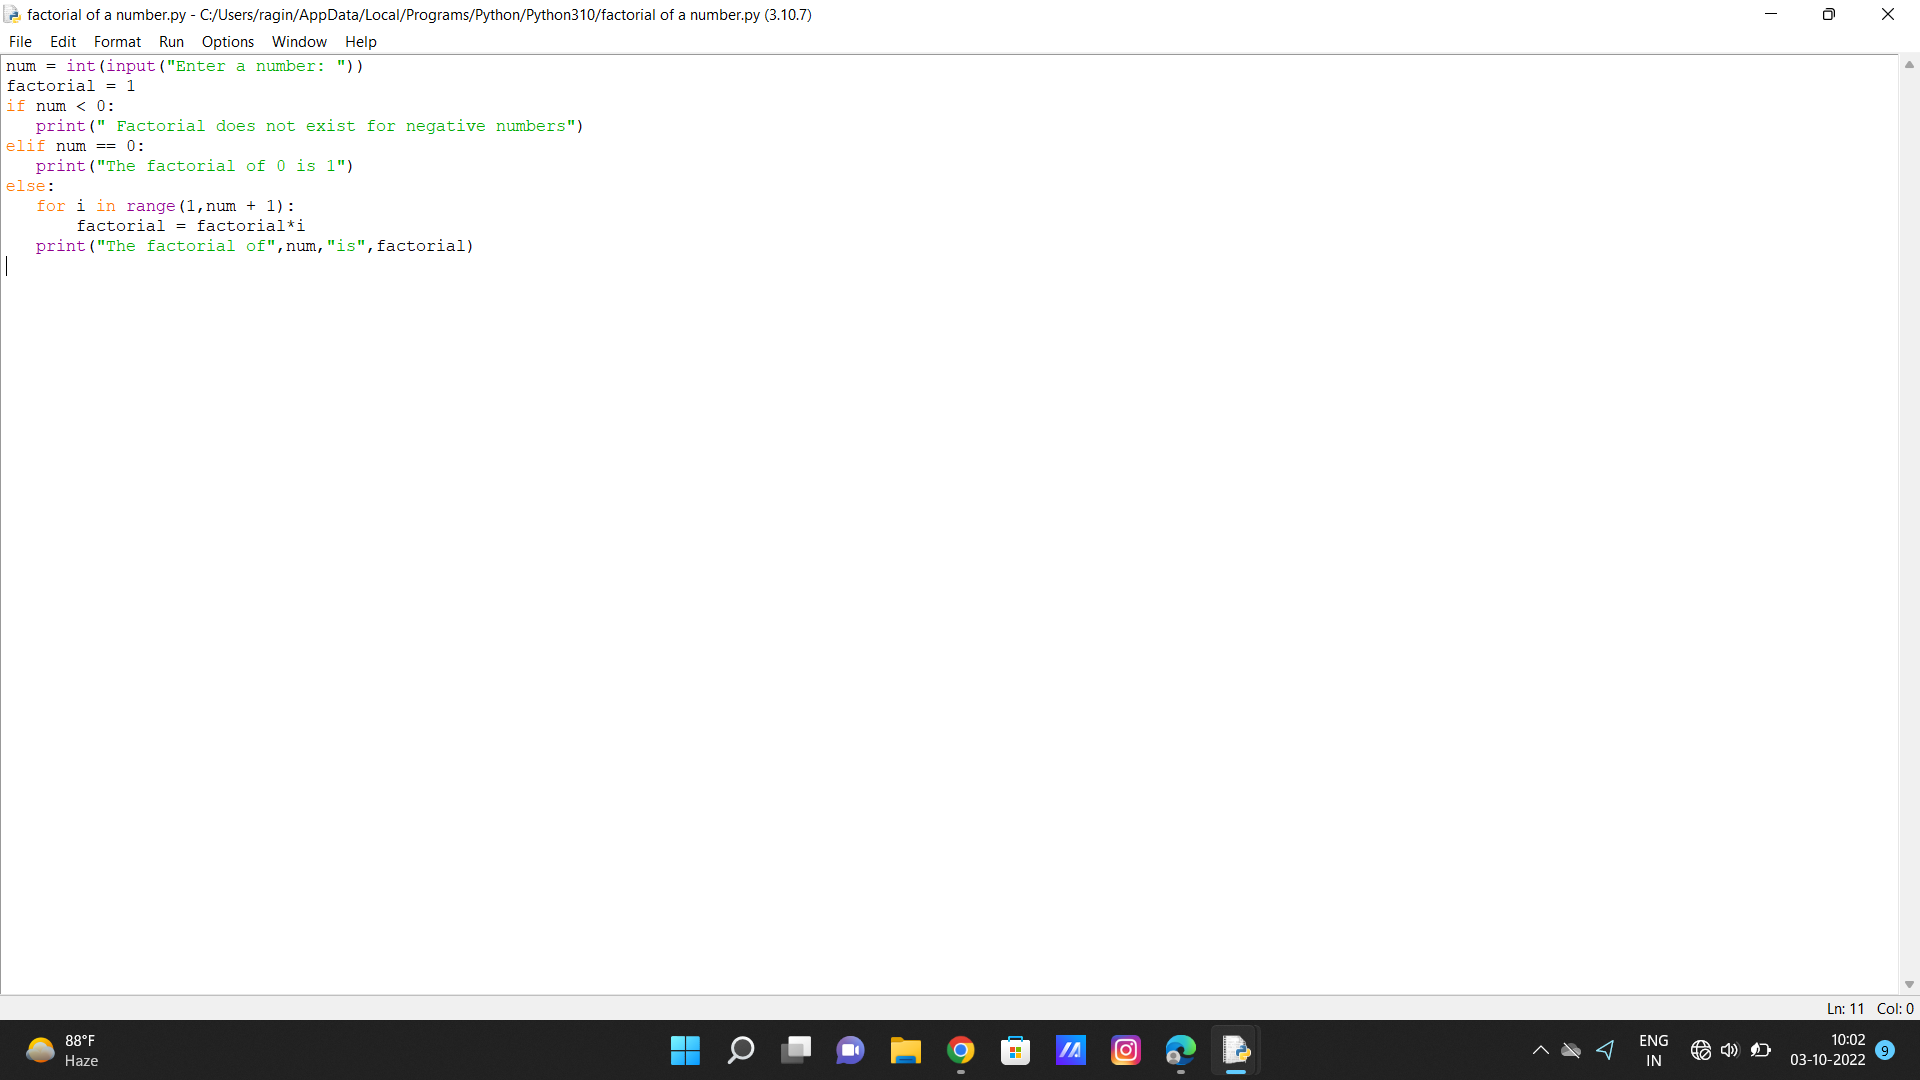 factorial of a number.py - C:/Users/ragin/AppData/Local/Programs/Python/Python310/factorial of a number.py (3.10.7)
File Edit Format Run Options Window Help
num = int(input("Enter a number: "))
factorial = 1
if num < 0:
   print(" Factorial does not exist for negative numbers")
elif num == 0:
   print("The factorial of 0 is 1")
else:
   for i in range(1,num + 1):
       factorial = factorial*i
   print("The factorial of",num,"is",factorial)
Ln: 11 Col: 0
88°F
Haze
ENG
IN
10:02
03-10-2022
9